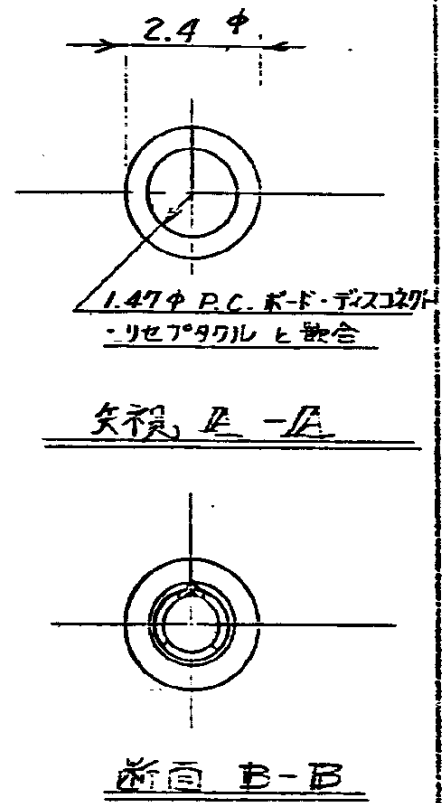 2.4 φ
1.47φ P.C. ボード・ディスコネクト
・リセプタクル と 嵌合
矢視 A-A
断面 B-B